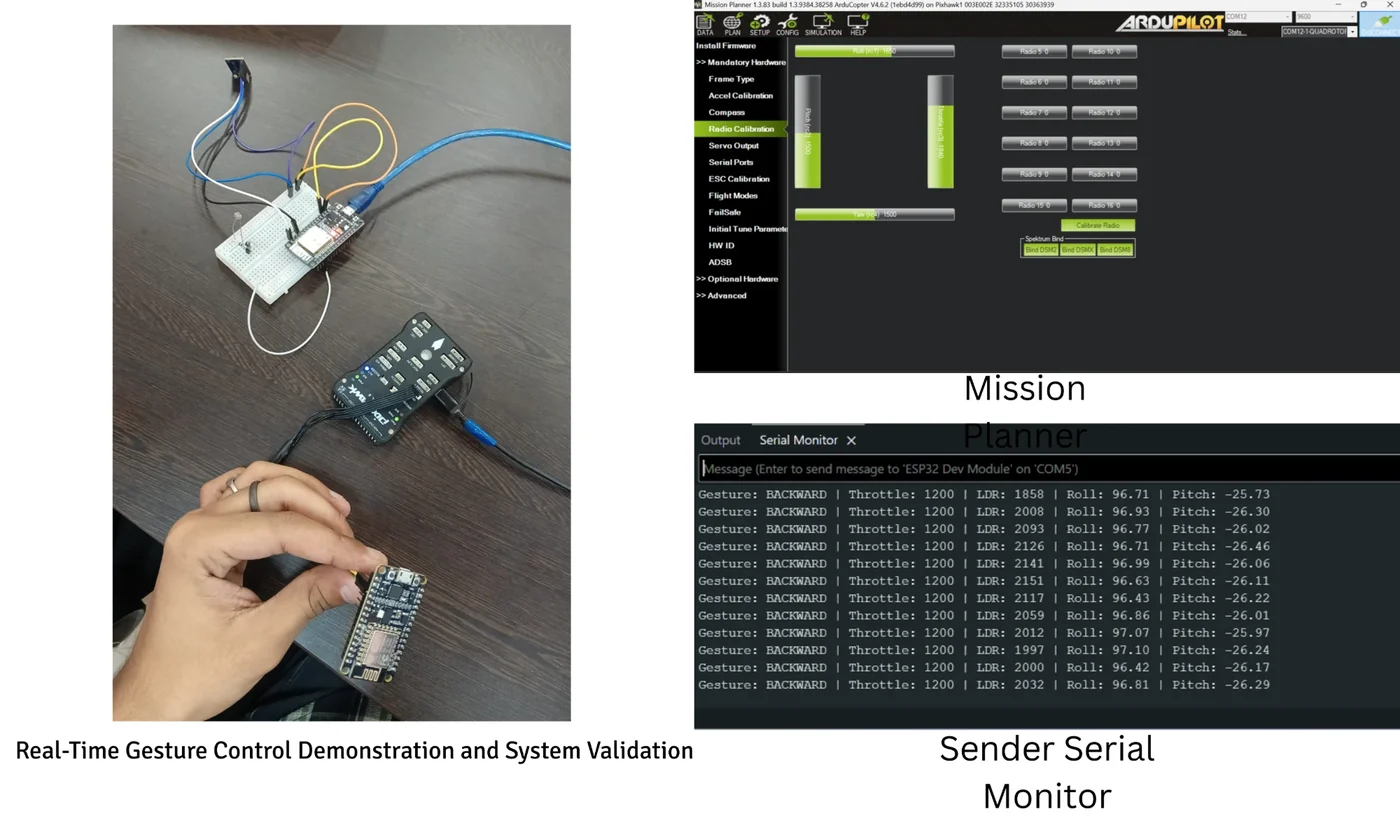 Mission Planner 1.3.83 build 1.3.9384.38258 ArduCopter V4.6.2 (1ebd4d99) on Pixhawk1 003E002E 32335105 30363939
DATA PLAN SETUP CONFIG SIMULATION HELP
ARDUPILOT
COM12 9600
Stats...
COM12-1-QUADROTOR
Install Firmware
>> Mandatory Hardware
Frame Type
Accel Calibration
Compass
Radio Calibration
Servo Output
Serial Ports
ESC Calibration
Flight Modes
FailSafe
Initial Tune Paramete
HW ID
ADSB
>> Optional Hardware
>> Advanced
Pitch (rc2) 1500
Yaw (rc4) 1500
Radio 5 0 Radio 10 0
Radio 6 0 Radio 11 0
Radio 7 0 Radio 12 0
Radio 8 0 Radio 13 0
Radio 9 0 Radio 14 0
Radio 15 0 Radio 16 0
Calibrate Radio
Spektrum Bind
Bind DSM2 Bind DSMX Bind DSM8
Mission
Planner
Output Serial Monitor
Message (Enter to send message to 'ESP32 Dev Module' on 'COM5')
Gesture: BACKWARD | Throttle: 1200 | LDR: 1858 | Roll: 96.71 | Pitch: -25.73
Gesture: BACKWARD | Throttle: 1200 | LDR: 2008 | Roll: 96.93 | Pitch: -26.30
Gesture: BACKWARD | Throttle: 1200 | LDR: 2093 | Roll: 96.77 | Pitch: -26.02
Gesture: BACKWARD | Throttle: 1200 | LDR: 2126 | Roll: 96.71 | Pitch: -26.46
Gesture: BACKWARD | Throttle: 1200 | LDR: 2141 | Roll: 96.99 | Pitch: -26.06
Gesture: BACKWARD | Throttle: 1200 | LDR: 2151 | Roll: 96.63 | Pitch: -26.11
Gesture: BACKWARD | Throttle: 1200 | LDR: 2117 | Roll: 96.43 | Pitch: -26.22
Gesture: BACKWARD | Throttle: 1200 | LDR: 2059 | Roll: 96.86 | Pitch: -26.01
Gesture: BACKWARD | Throttle: 1200 | LDR: 2012 | Roll: 97.07 | Pitch: -25.97
Gesture: BACKWARD | Throttle: 1200 | LDR: 1997 | Roll: 97.10 | Pitch: -26.24
Gesture: BACKWARD | Throttle: 1200 | LDR: 2000 | Roll: 96.42 | Pitch: -26.17
Gesture: BACKWARD | Throttle: 1200 | LDR: 2032 | Roll: 96.81 | Pitch: -26.29
Sender Serial
Monitor
Real-Time Gesture Control Demonstration and System Validation